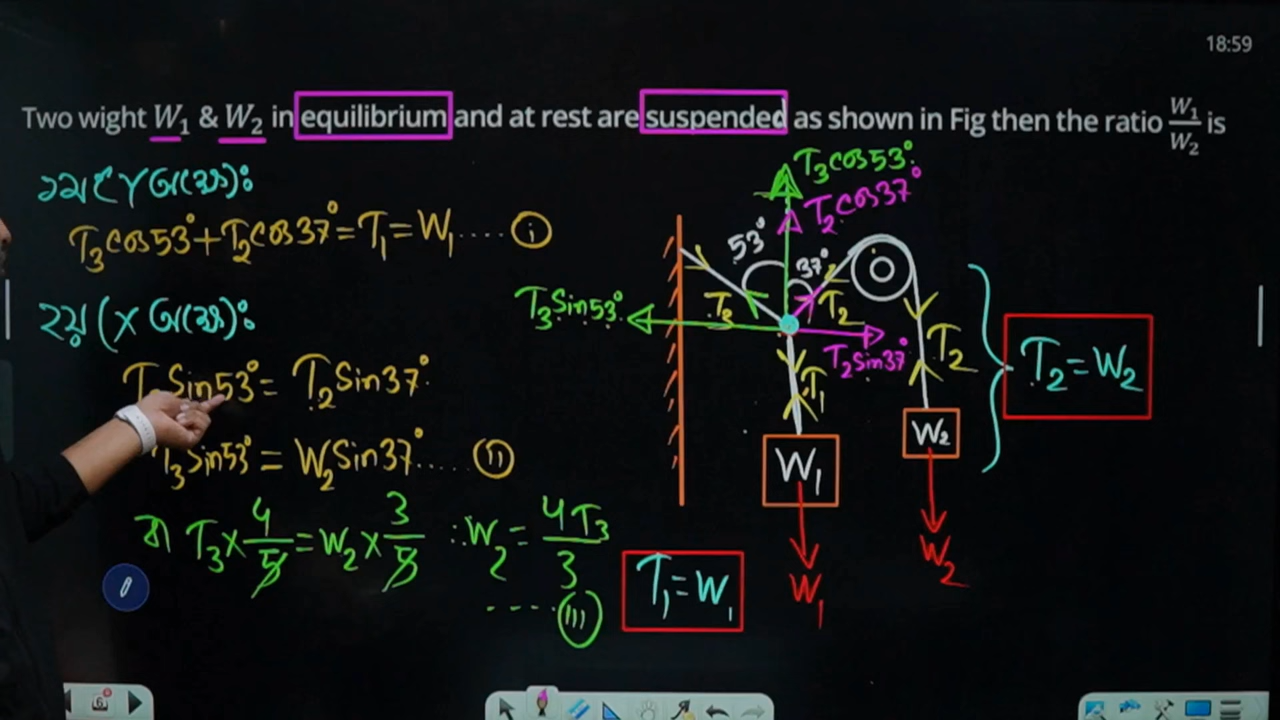 18:59
Two wight W₁ & W₂ in equilibrium and at rest are suspended as shown in Fig then the ratio W₁/W₂ is
T₃cos53°
T₂cos37°
T₃cos53°+T₂cos37°=T₁=W₁....(i)
53°
37°
T₃Sin53°
T₃
T₂
T₂Sin37°
T₁
T₂
T₂=W₂
Sin53°= T₂Sin37°
W₁
W₂
T₃Sin53°= W₂Sin37°.....(ii)
বা T₃×4/5=W₂×3/5 ∴W₂=4T₃/3
....(iii)
T₁=W₁
W₁
W₂